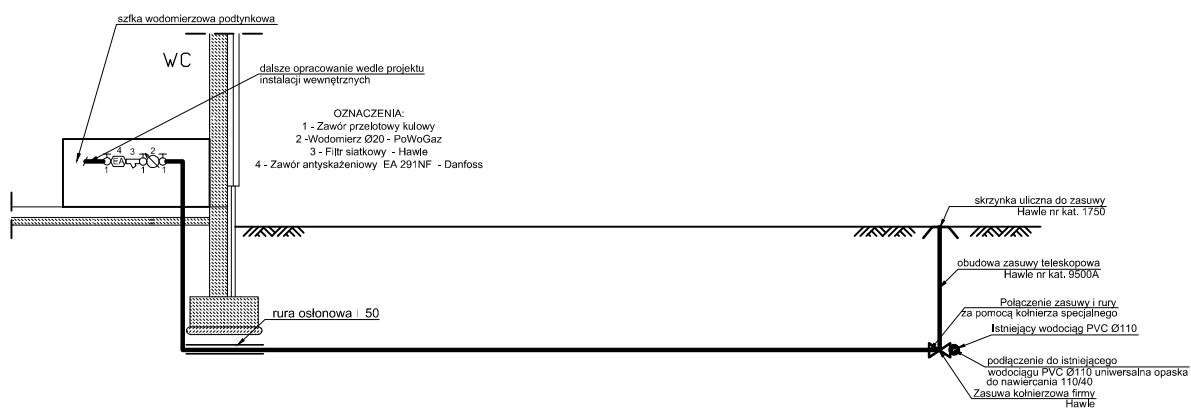 szfka wodomierzowa podtynkowa
WC
dalsze opracowanie wedle projektu
instalacji wewnętrznych
OZNACZENIA:
1 - Zawór przelotowy kulowy
2 -Wodomierz Ø20 - PoWoGaz
3 - Filtr siatkowy - Hawle
4 - Zawór antyskażeniowy EA 291NF - Danfoss
4 3 2
EA
1 1 1
skrzynka uliczna do zasuwy
Hawle nr kat. 1750
obudowa zasuwy teleskopowa
Hawle nr kat. 9500A
rura osłonowa 50
Połączenie zasuwy i rury
za pomocą kołnierza specjalnego
Istniejący wodociąg PVC Ø110
podłączenie do istniejącego
wodociągu PVC Ø110 uniwersalna opaska
do nawiercania 110/40
Zasuwa kołnierzowa firmy
Hawle